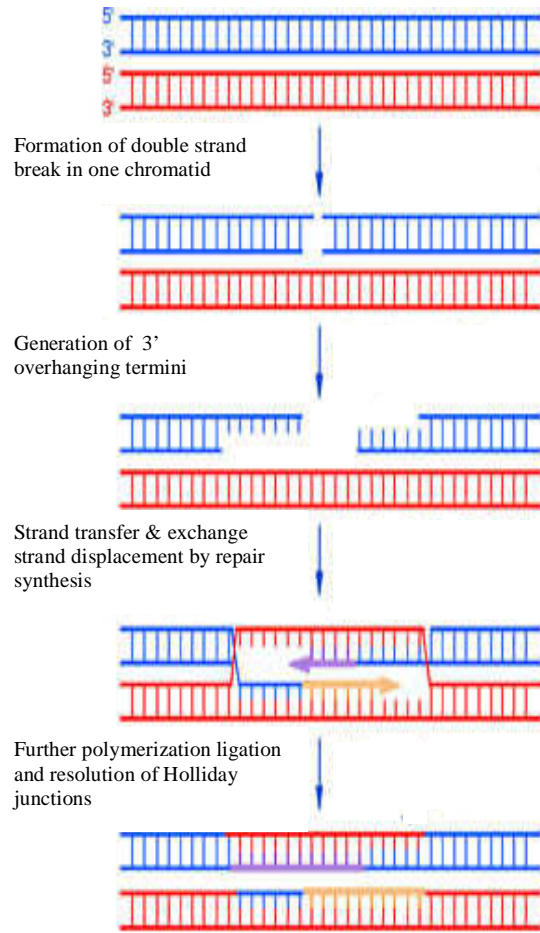 5'
3'
5'
3'
Formation of double strand
break in one chromatid
Generation of 3’
overhanging termini
Strand transfer & exchange
strand displacement by repair
synthesis
Further polymerization ligation
and resolution of Holliday
junctions